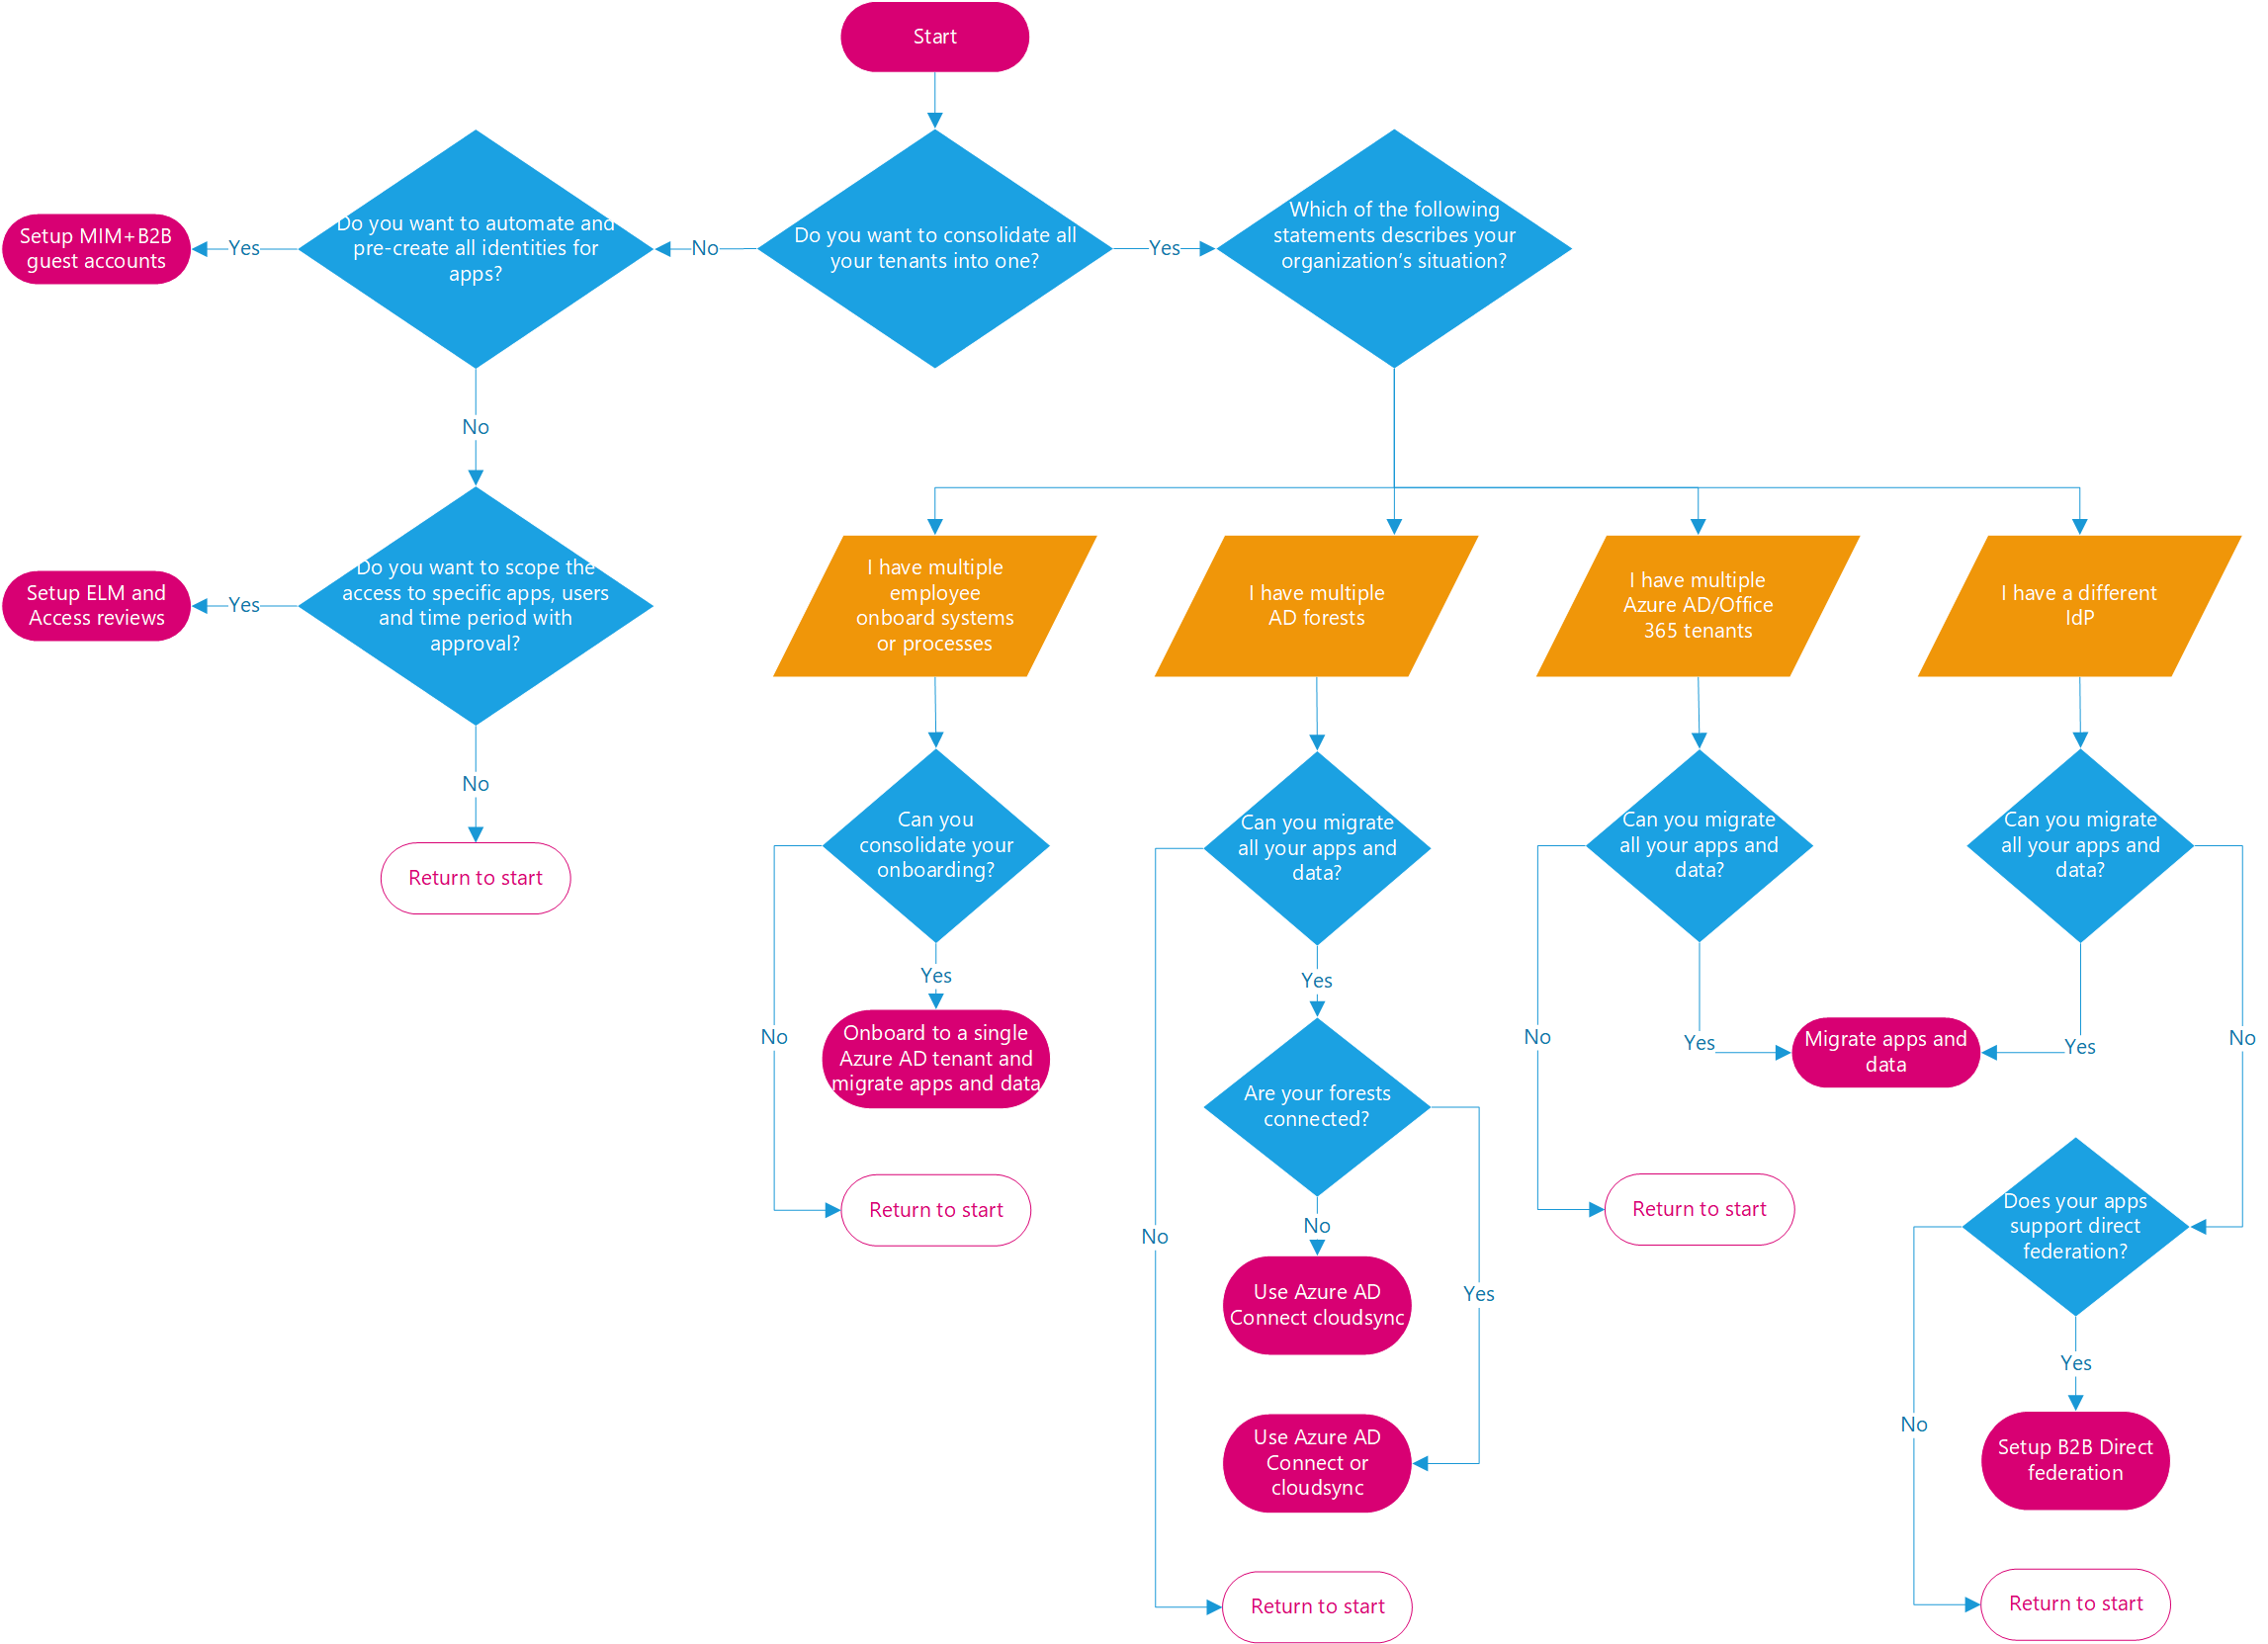 Start
Do you want to automate and
pre-create all identities for
apps?
Setup MIM+B2B
guest accounts
Yes
No
Do you want to consolidate all
your tenants into one?
Yes
Which of the following
statements describes your
organization’s situation?
No
Do you want to scope the
access to specific apps, users
and time period with
approval?
Setup ELM and
Access reviews
Yes
No
Return to start
I have multiple
employee
onboard systems
or processes
I have multiple
AD forests
I have multiple
Azure AD/Office
365 tenants
I have a different
IdP
Can you
consolidate your
onboarding?
Can you migrate
all your apps and
data?
Can you migrate
all your apps and
data?
Can you migrate
all your apps and
data?
Yes
No
Onboard to a single
Azure AD tenant and
migrate apps and data
Return to start
Yes
Are your forests
connected?
No
No
Use Azure AD
Connect cloudsync
Yes
Use Azure AD
Connect or
cloudsync
Return to start
No
Yes
Migrate apps and
data
Yes
No
Return to start
Does your apps
support direct
federation?
Yes
No
Setup B2B Direct
federation
Return to start